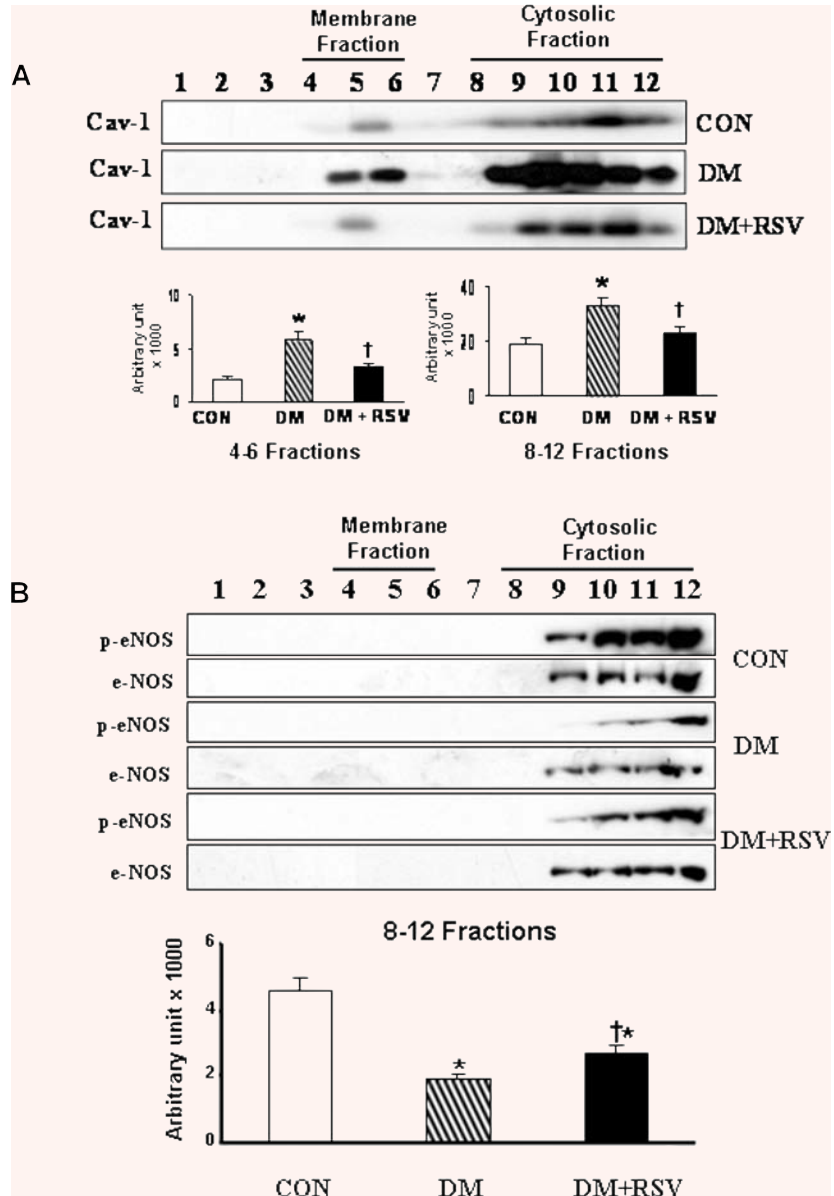 Membrane Cytosolic
Fraction Fraction
A
1 2 3 4 5 6 7 8 9 10 11 12
Cav-1 CON
Cav-1 DM
Cav-1 DM+RSV
10 * 40 *
Arbitrary unit x 1000 5 † Arbitrary unit x 1000 20 †
0 0
CON DM DM + RSV CON DM DM + RSV
4-6 Fractions 8-12 Fractions
Membrane Cytosolic
Fraction Fraction
B 1 2 3 4 5 6 7 8 9 10 11 12
p-eNOS
CON
e-NOS
p-eNOS
DM
e-NOS
p-eNOS
DM+RSV
e-NOS
8-12 Fractions
6
Arbitrary unit x 1000
4
†*
*
2
0
CON DM DM+RSV